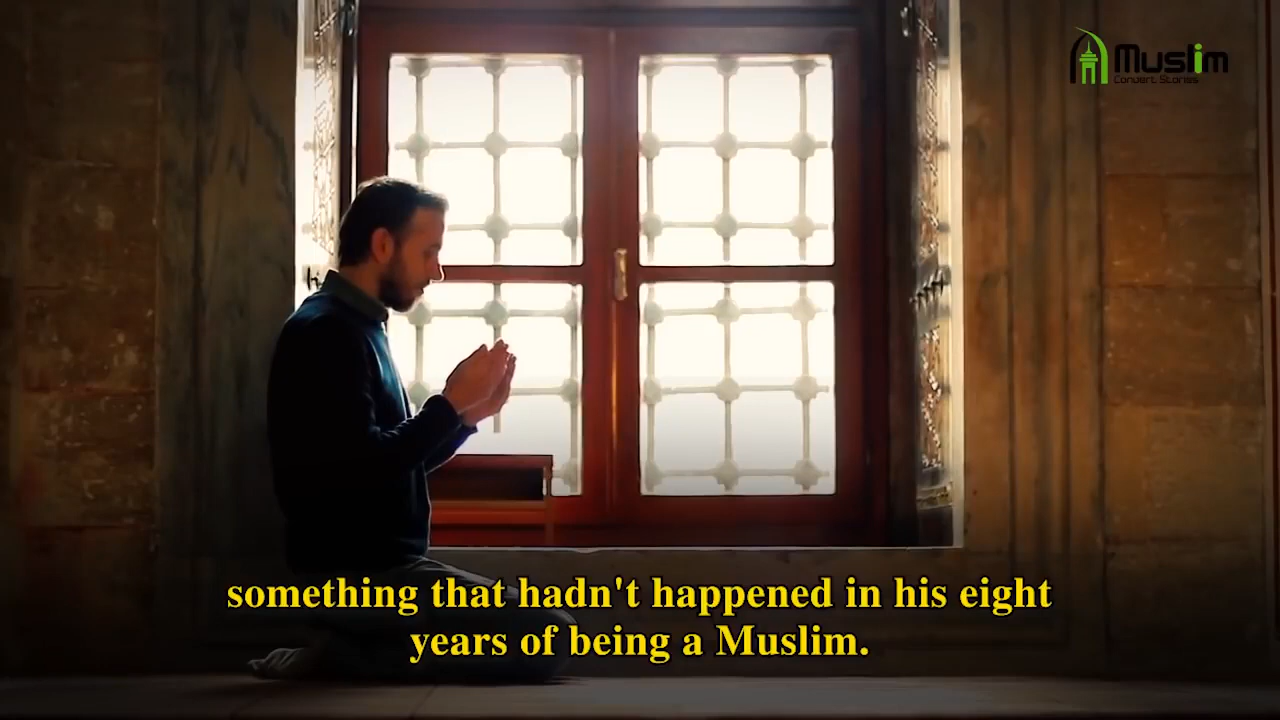 Muslim
Convert Stories
something that hadn't happened in his eight
years of being a Muslim.